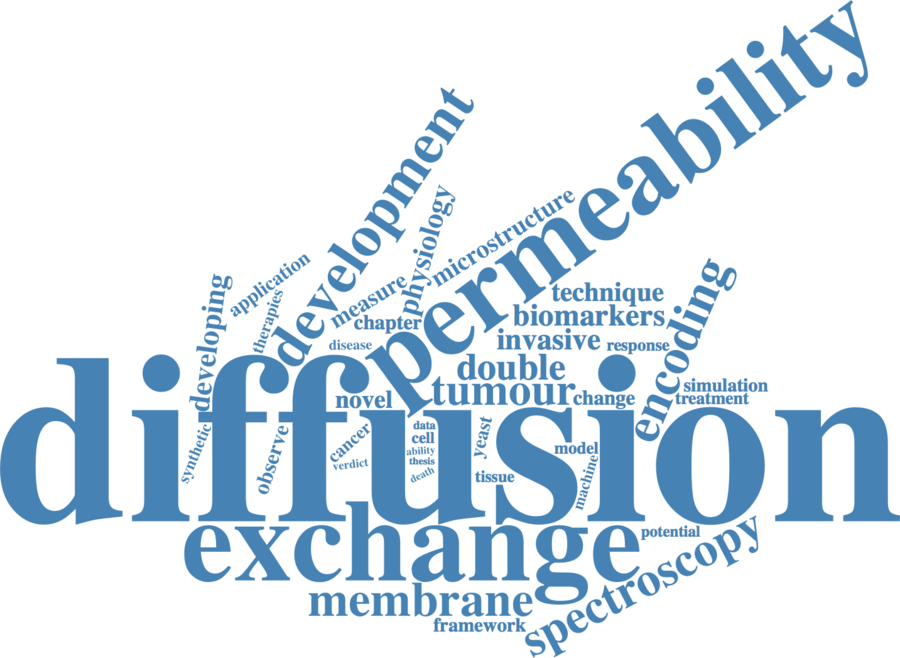 permeability
development
physiology
microstructure
application
developing
therapies
measure
chapter
disease
technique
biomarkers
invasive
response
encoding
double
tumour
change
simulation
treatment
novel
diffusion
synthetic
observe
cancer
verdict
data
cell
ability
thesis
death
yeast
tissue
model
machine
exchange
potential
spectroscopy
membrane
framework